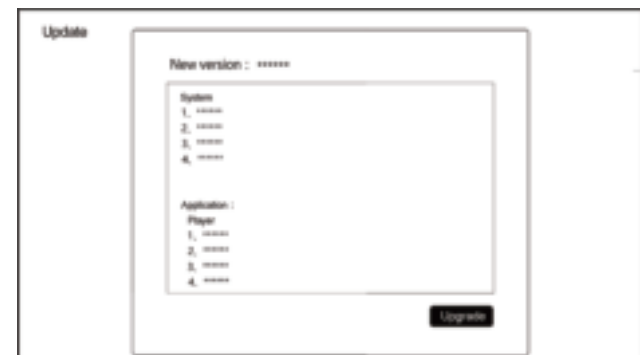 Update
New version : ******
System
1、*****
2、*****
3、*****
4、*****
Application :
Player
1、*****
2、*****
3、*****
4、*****
Upgrade